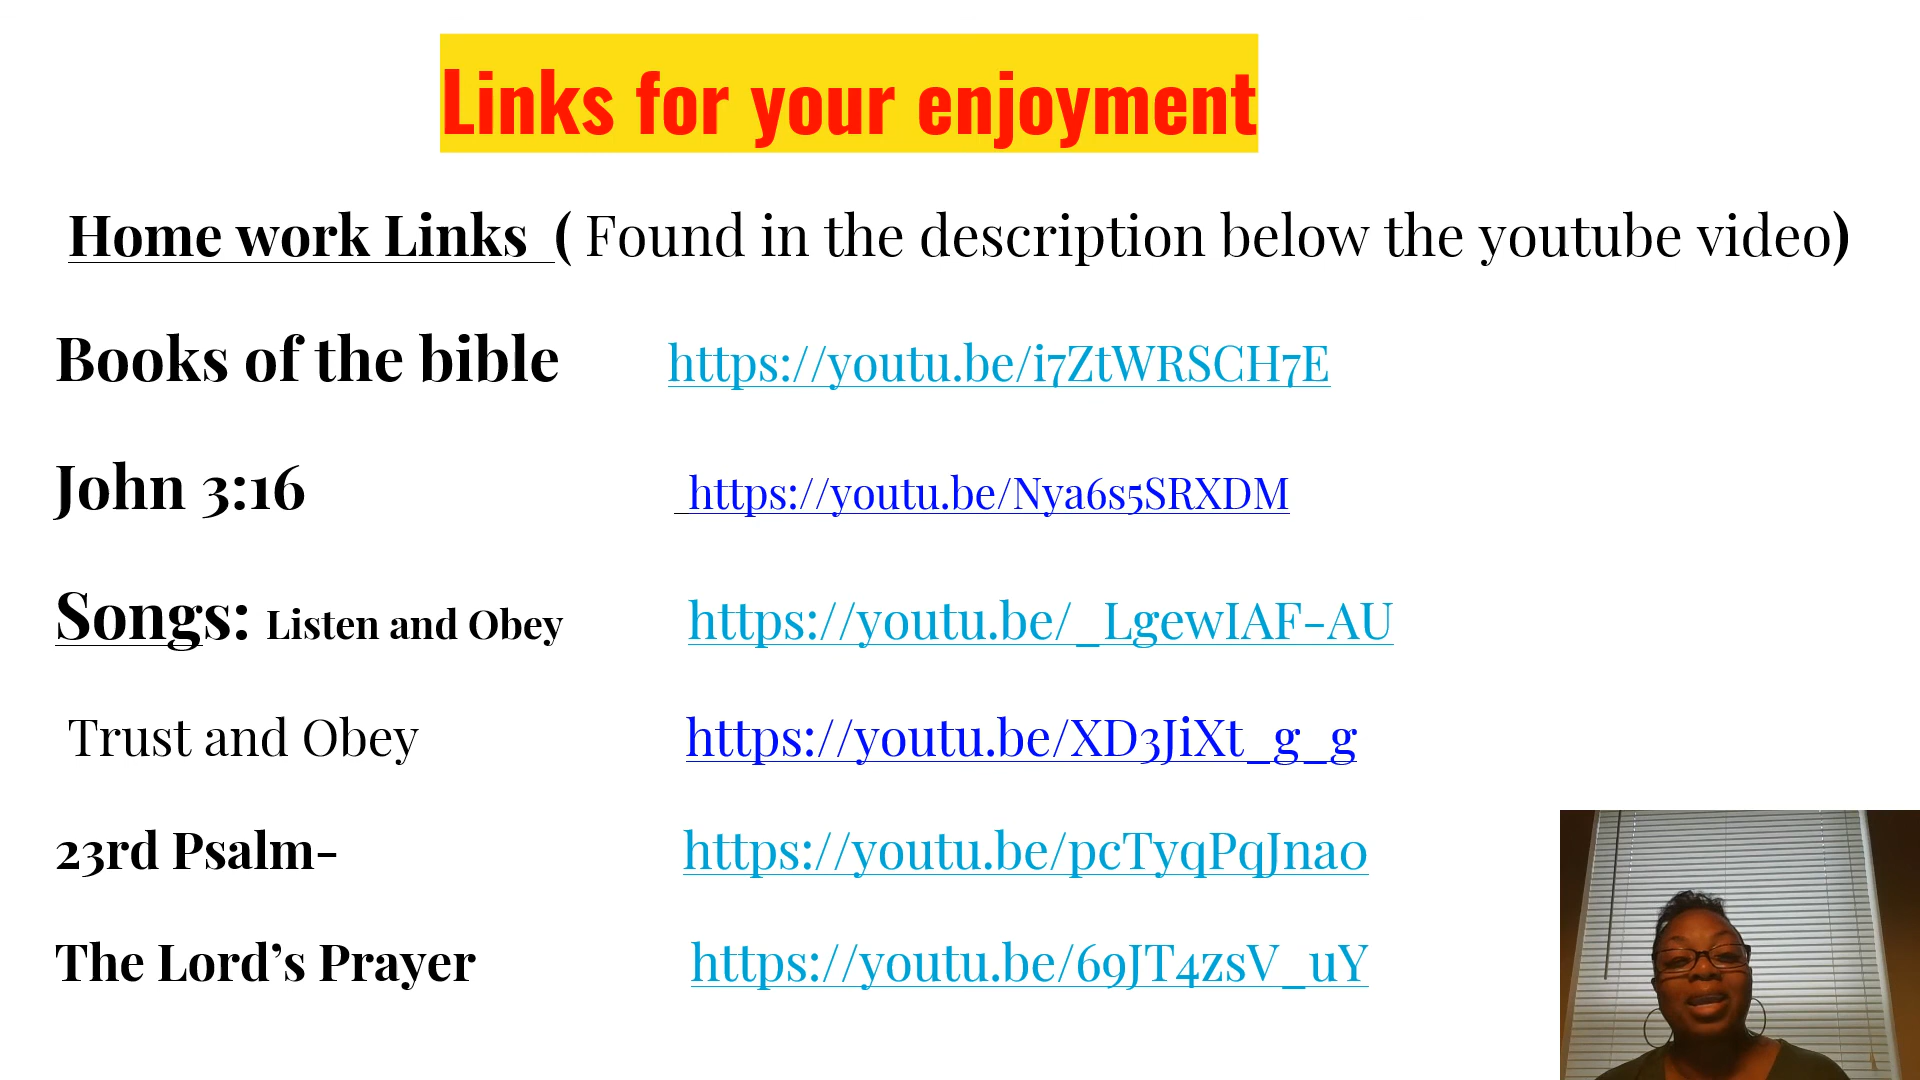 Links for your enjoyment
Home work Links ( Found in the description below the youtube video)
Books of the bible https://youtu.be/i7ZtWRSCH7E
John 3:16 https://youtu.be/Nya6s5SRXDM
Songs: Listen and Obey https://youtu.be/_LgewIAF-AU
Trust and Obey https://youtu.be/XD3JiXt_g_g
23rd Psalm- https://youtu.be/pcTyqPqJna0
The Lord’s Prayer https://youtu.be/69JT4zsV_uY